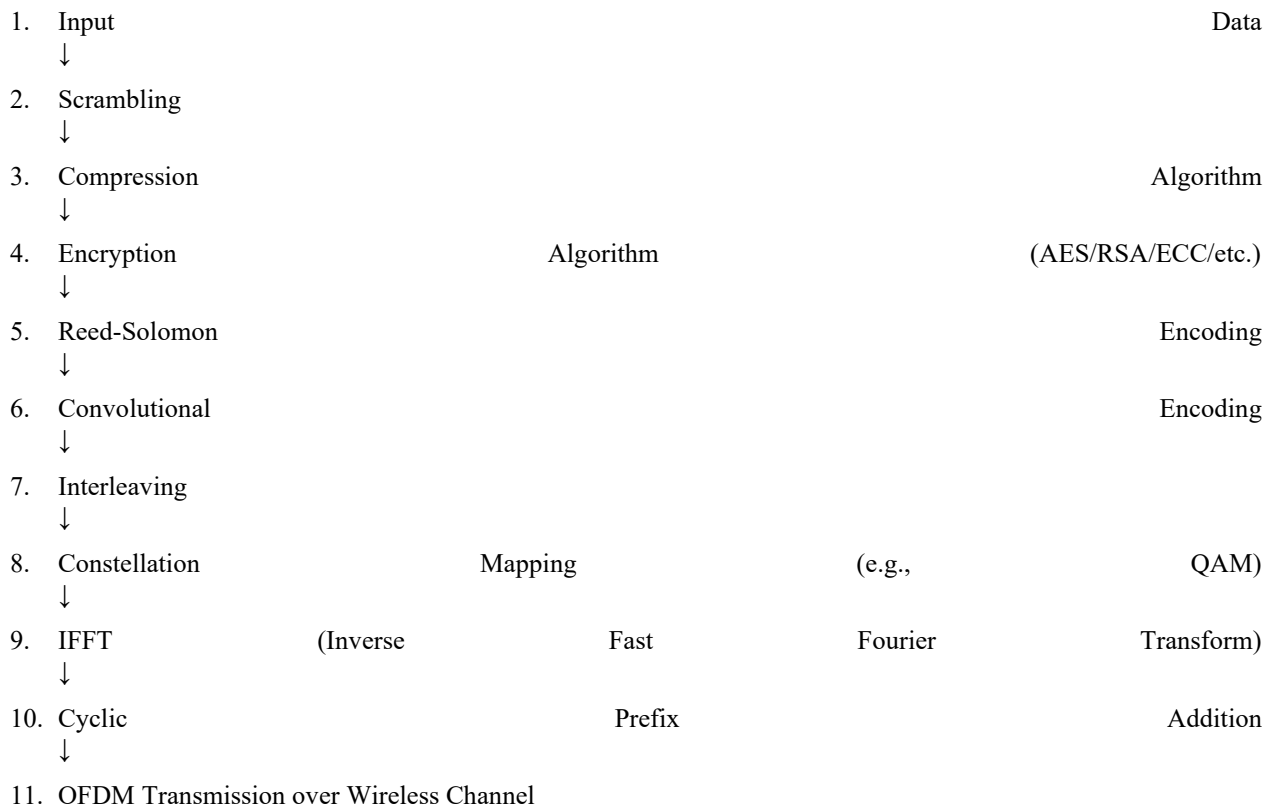 1. Input Data
↓
2. Scrambling
↓
3. Compression Algorithm
↓
4. Encryption Algorithm (AES/RSA/ECC/etc.)
↓
5. Reed-Solomon Encoding
↓
6. Convolutional Encoding
↓
7. Interleaving
↓
8. Constellation Mapping (e.g., QAM)
↓
9. IFFT (Inverse Fast Fourier Transform)
↓
10. Cyclic Prefix Addition
↓
11. OFDM Transmission over Wireless Channel